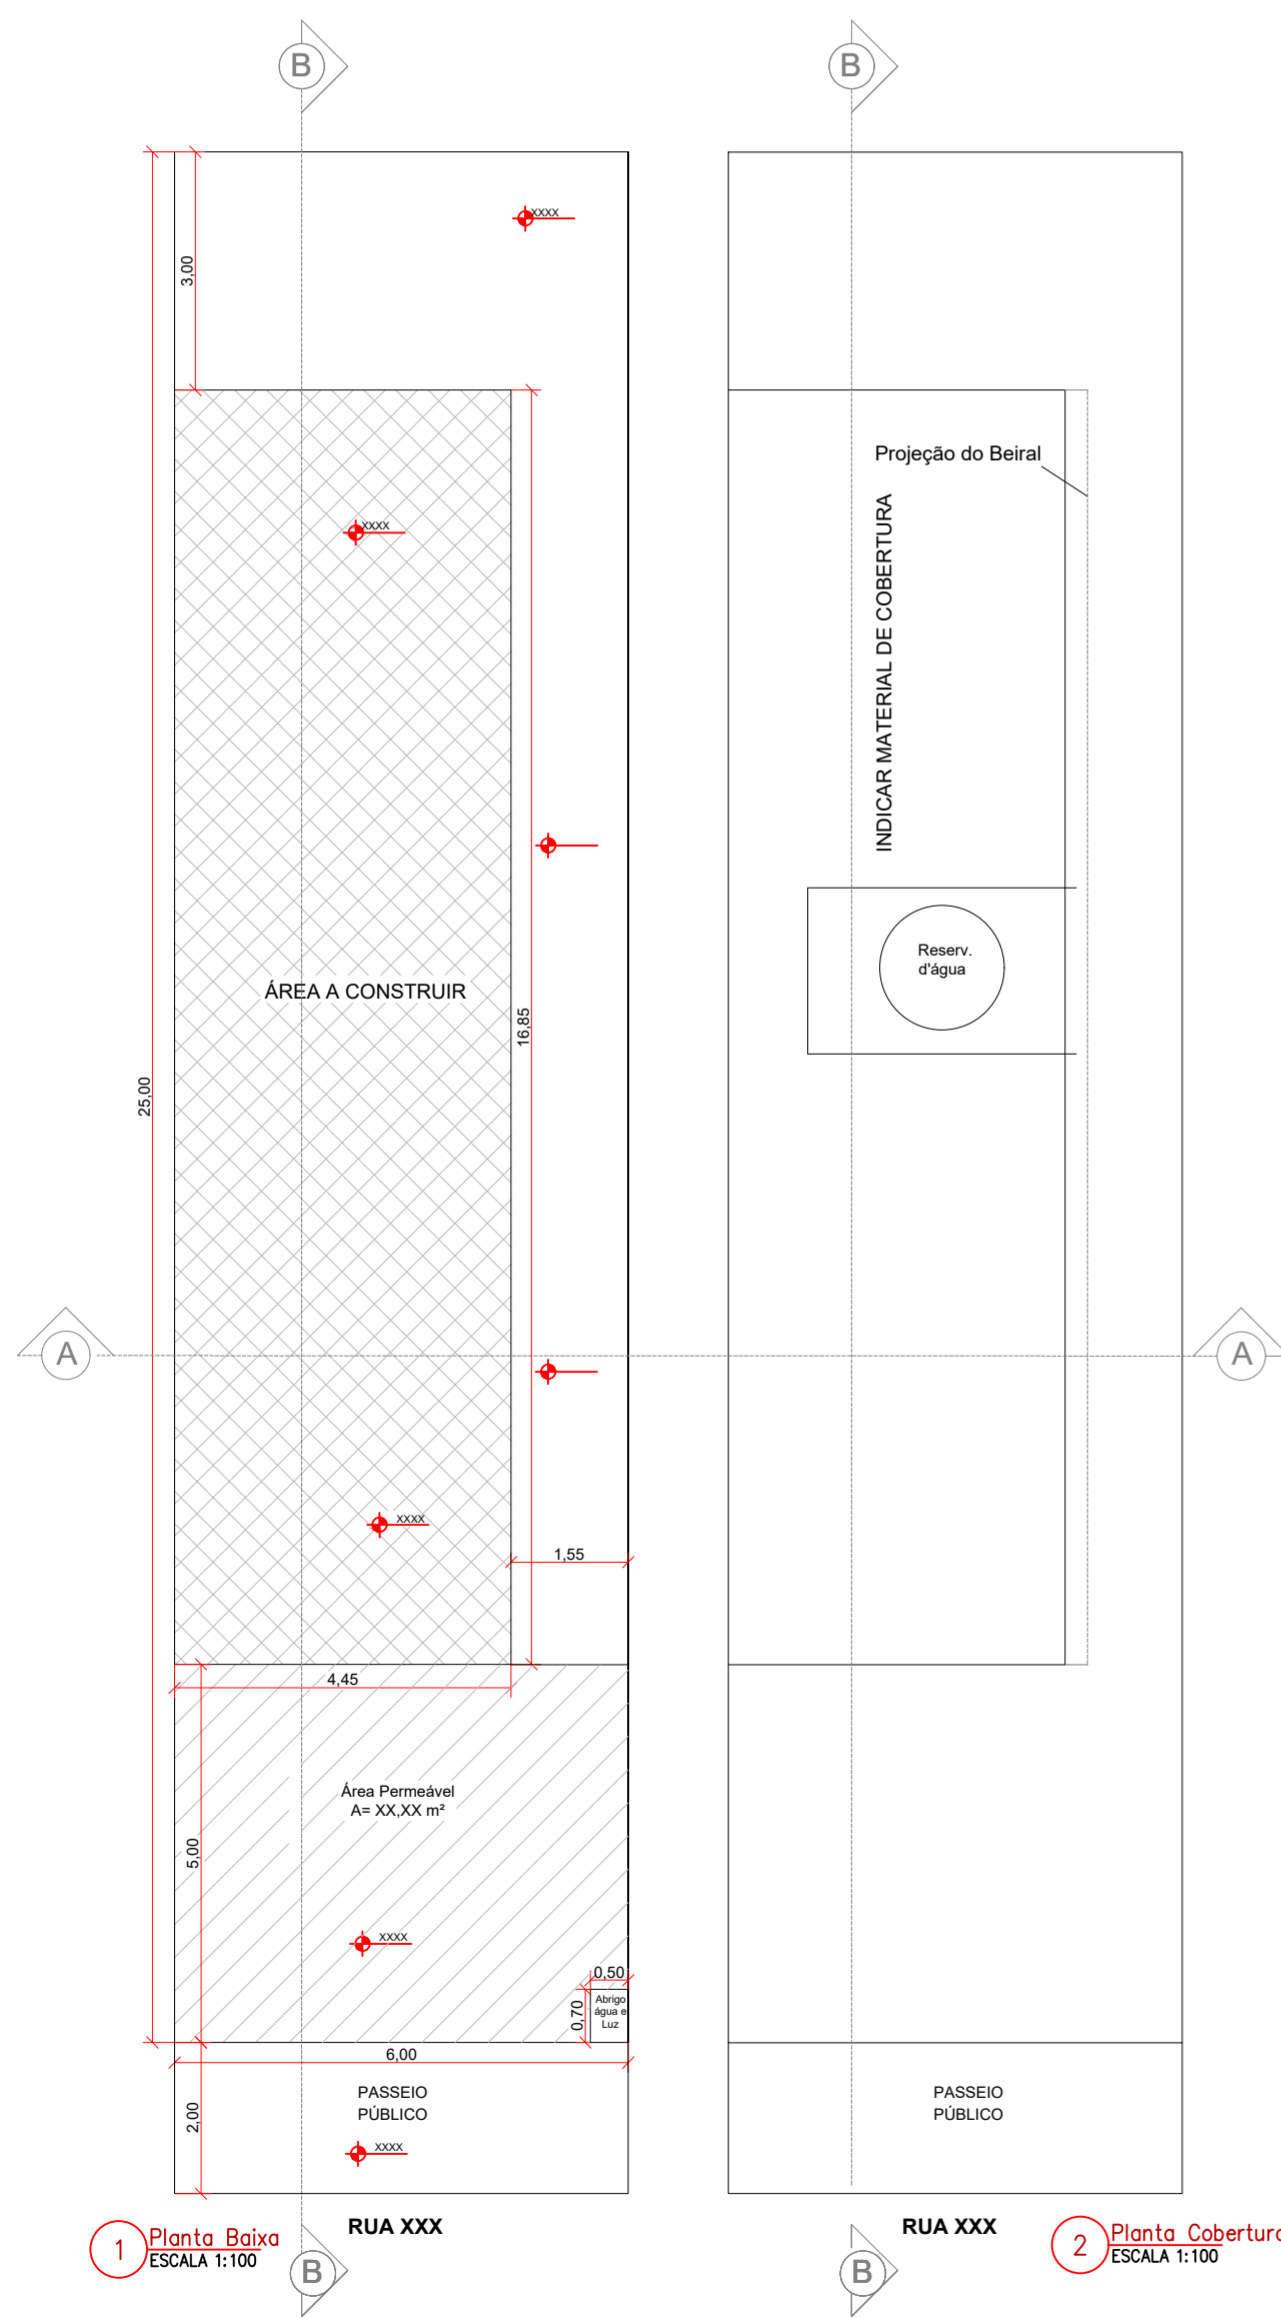 B
B
XXXX
3,00
Projeção do Beiral
XXXX
INDICAR MATERIAL DE COBERTURA
Reserv.
d'água
ÁREA A CONSTRUIR
16,85
25,00
A
A
XXXX
1,55
4,45
Área Permeável
A= XX,XX m²
5,00
XXXX
0,50
0,70
Abrigo
água e
Luz
6,00
PASSEIO
PÚBLICO
PASSEIO
PÚBLICO
2,00
XXXX
RUA XXX
RUA XXX
1 Planta Baixa
ESCALA 1:100
2 Planta Cobertura
ESCALA 1:100
B
B